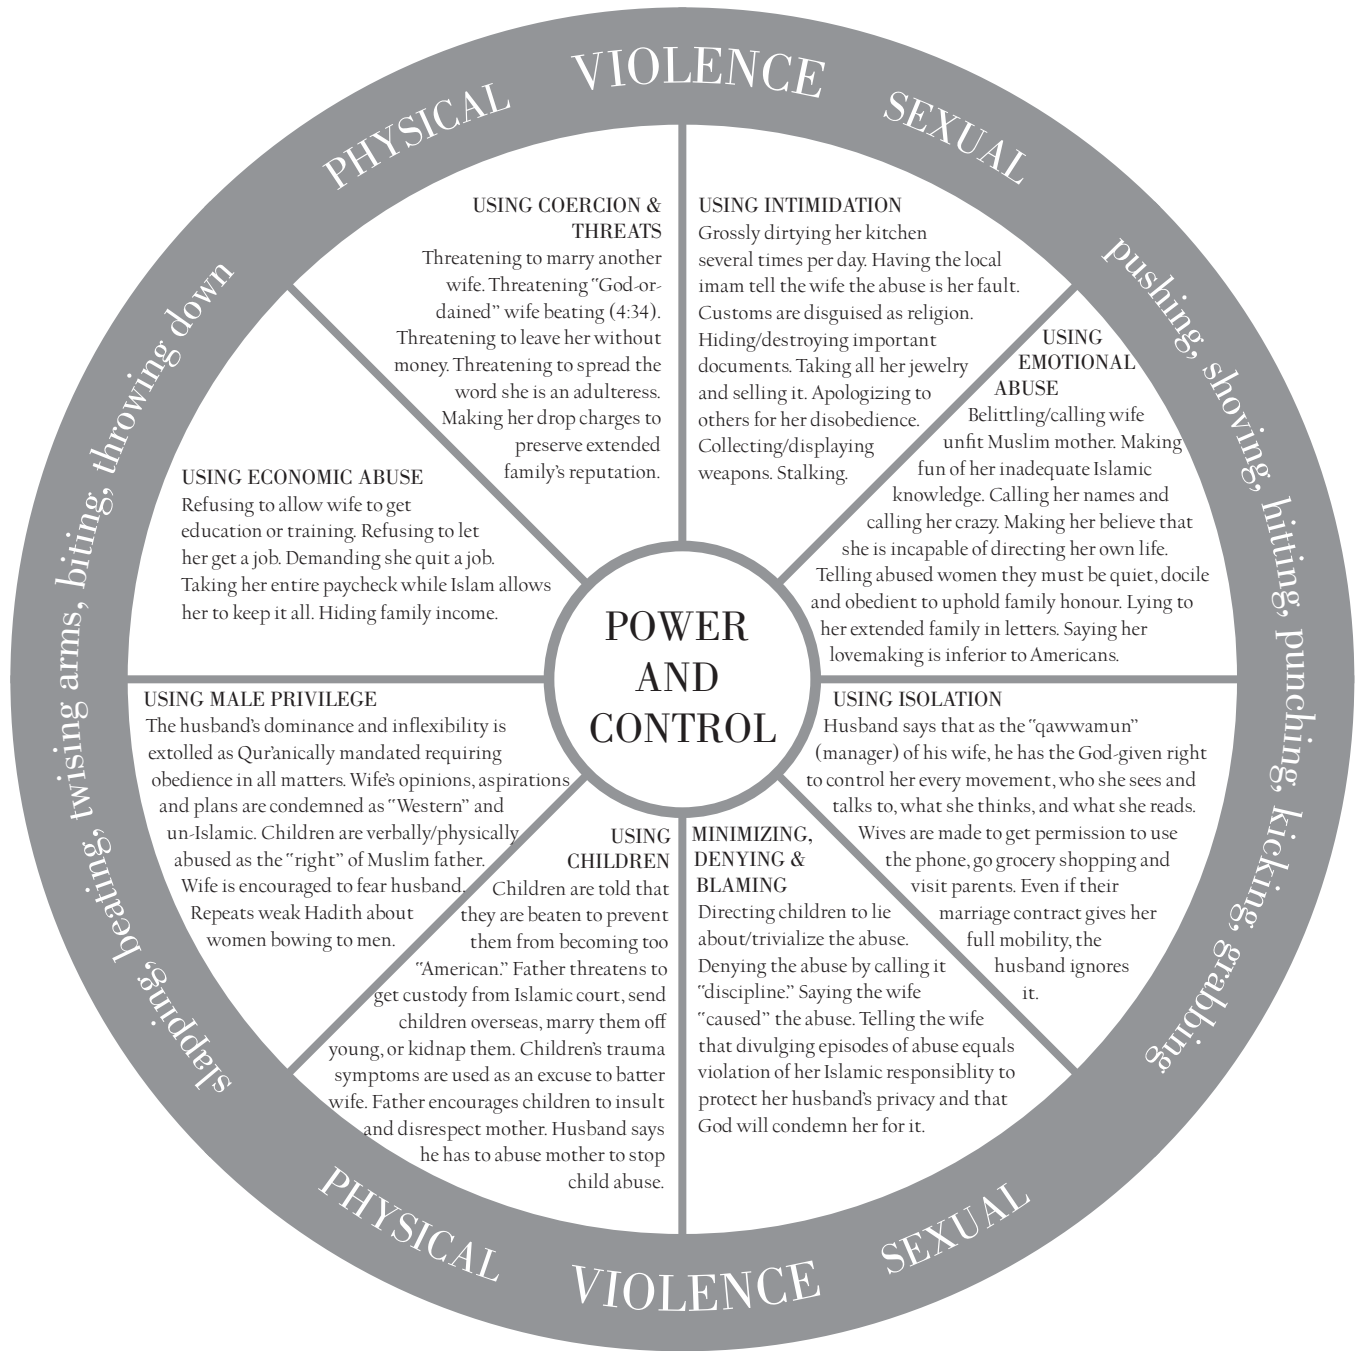 PHYSICAL VIOLENCE SEXUAL
pushing, shoving, hitting, punching, kicking, grabbing
slapping, beating, twising arms, biting, throwing down
USING COERCION &
THREATS
Threatening to marry another
wife. Threatening “God-or-
dained” wife beating (4:34).
Threatening to leave her without
money. Threatening to spread the
word she is an adulteress.
Making her drop charges to
preserve extended
family’s reputation.
USING INTIMIDATION
Grossly dirtying her kitchen
several times per day. Having the local
imam tell the wife the abuse is her fault.
Customs are disguised as religion.
Hiding/destroying important
documents. Taking all her jewelry
and selling it. Apologizing to
others for her disobedience.
Collecting/displaying
weapons. Stalking.
USING
EMOTIONAL
ABUSE
Belittling/calling wife
unfit Muslim mother. Making
fun of her inadequate Islamic
knowledge. Calling her names and
calling her crazy. Making her believe that
she is incapable of directing her own life.
Telling abused women they must be quiet, docile
and obedient to uphold family honour. Lying to
her extended family in letters. Saying her
lovemaking is inferior to Americans.
USING ECONOMIC ABUSE
Refusing to allow wife to get
education or training. Refusing to let
her get a job. Demanding she quit a job.
Taking her entire paycheck while Islam allows
her to keep it all. Hiding family income.
POWER
AND
CONTROL
USING MALE PRIVILEGE
The husband’s dominance and inflexibility is
extolled as Qur’anically mandated requiring
obedience in all matters. Wife’s opinions, aspirations
and plans are condemned as “Western” and
un-Islamic. Children are verbally/physically
abused as the “right” of Muslim father.
Wife is encouraged to fear husband.
Repeats weak Hadith about
women bowing to men.
USING ISOLATION
Husband says that as the “qawwamun”
(manager) of his wife, he has the God-given right
to control her every movement, who she sees and
talks to, what she thinks, and what she reads.
Wives are made to get permission to use
the phone, go grocery shopping and
visit parents. Even if their
marriage contract gives her
full mobility, the
husband ignores
it.
USING
CHILDREN
Children are told that
they are beaten to prevent
them from becoming too
“American.” Father threatens to
get custody from Islamic court, send
children overseas, marry them off
young, or kidnap them. Children’s trauma
symptoms are used as an excuse to batter
wife. Father encourages children to insult
and disrespect mother. Husband says
he has to abuse mother to stop
child abuse.
MINIMIZING,
DENYING &
BLAMING
Directing children to lie
about/trivialize the abuse.
Denying the abuse by calling it
“discipline.” Saying the wife
“caused” the abuse. Telling the wife
that divulging episodes of abuse equals
violation of her Islamic responsiblity to
protect her husband’s privacy and that
God will condemn her for it.
PHYSICAL VIOLENCE SEXUAL